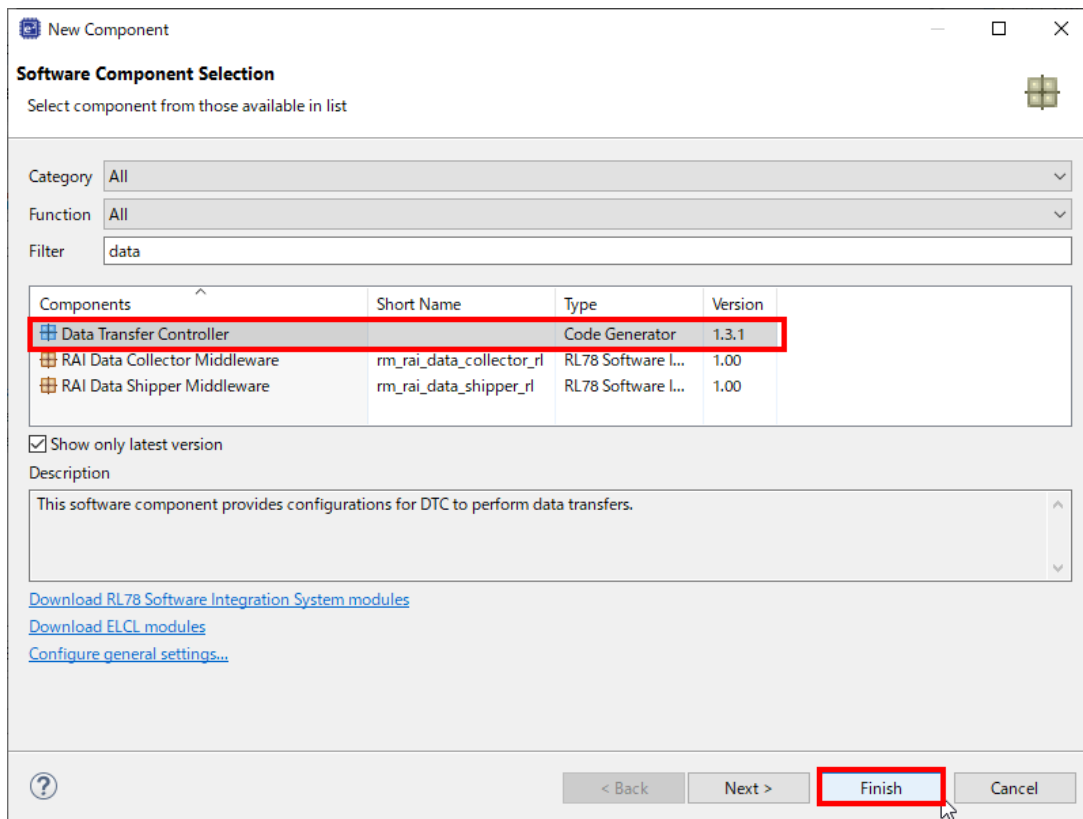 New Component
Software Component Selection
Select component from those available in list
Category All
Function All
Filter data
Components Short Name Type Version
Data Transfer Controller Code Generator 1.3.1
RAI Data Collector Middleware rm_rai_data_collector_rl RL78 Software I... 1.00
RAI Data Shipper Middleware rm_rai_data_shipper_rl RL78 Software I... 1.00
Show only latest version
Description
This software component provides configurations for DTC to perform data transfers.
Download RL78 Software Integration System modules
Download ELCL modules
Configure general settings...
? < Back Next > Finish Cancel